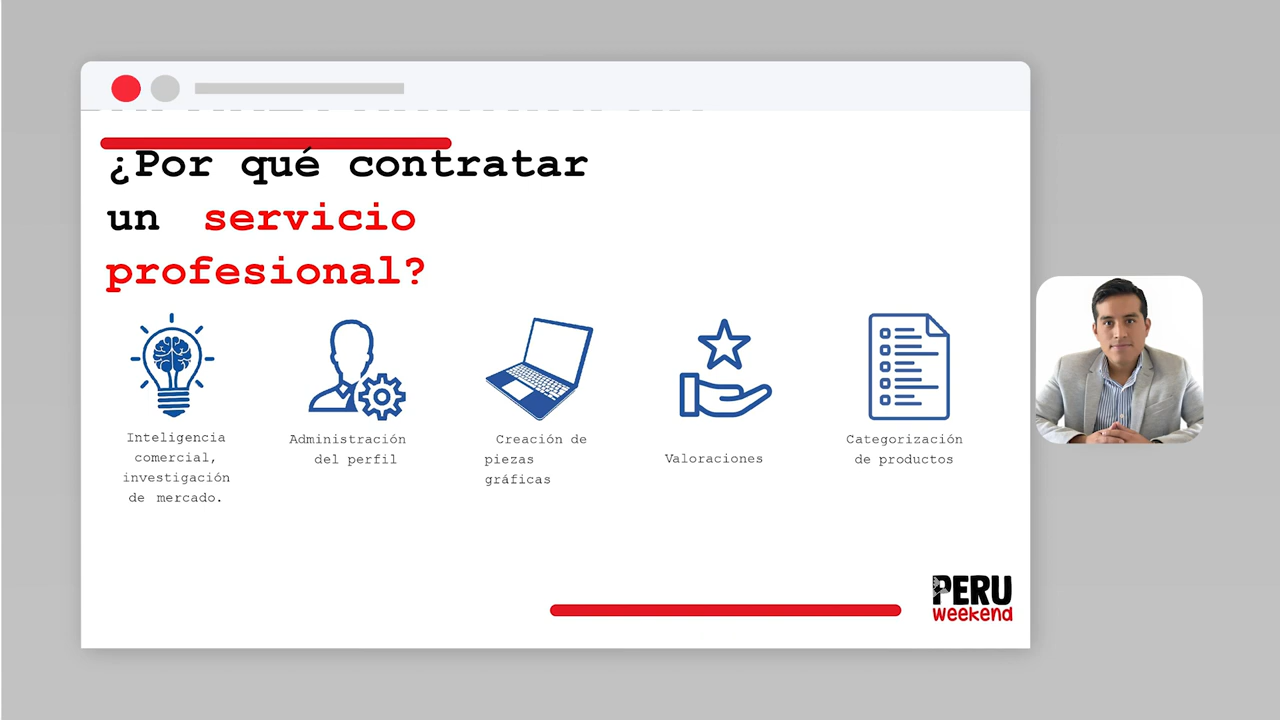 ¿Por qué contratar
un servicio
profesional?
Inteligencia
comercial,
investigación
de mercado.
Administración
del perfil
Creación de
piezas
gráficas
Valoraciones
Categorización
de productos
PERU
weekend